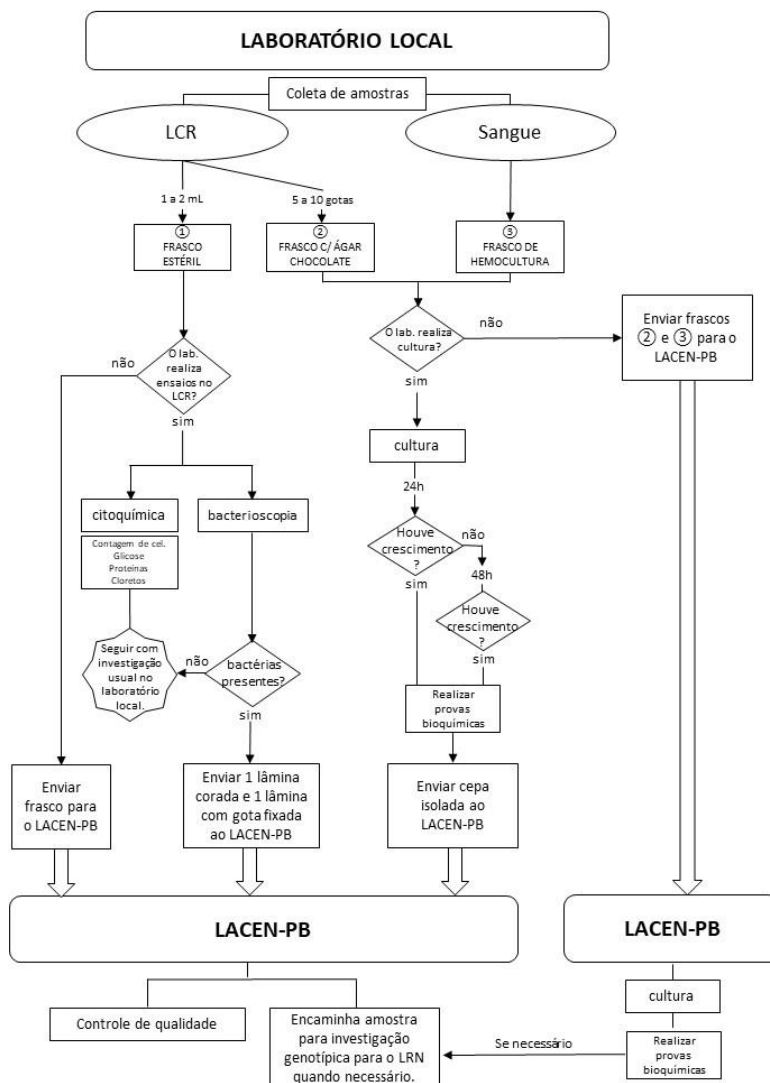 LABORATÓRIO LOCAL
Coleta de amostras
LCR
Sangue
1 a 2 mL
5 a 10 gotas
①
FRASCO
ESTÉRIL
②
FRASCO C/ ÁGAR
CHOCOLATE
③
FRASCO DE
HEMOCULTURA
O lab. realiza
cultura?
não
sim
Enviar frascos
② e ③ para o
LACEN-PB
O lab.
realiza
ensaios no
LCR?
não
sim
cultura
24h
citoquímica
bacterioscopia
Contagem de cel.
Glicose
Proteinas
Cloretos
Houve
crescimento
?
não
sim
48h
Houve
crescimento
?
sim
Seguir com
investigação
usual no
laboratório
local.
não
bactérias
presentes?
sim
Realizar
provas
bioquímicas
Enviar
frasco para
o LACEN-PB
Enviar 1 lâmina
corada e 1 lâmina
com gota fixada
ao LACEN-PB
Enviar cepa
isolada ao
LACEN-PB
LACEN-PB
LACEN-PB
Controle de qualidade
Encaminha amostra
para investigação
genotípica para o LRN
quando necessário.
cultura
Se necessário
Realizar
provas
bioquímicas